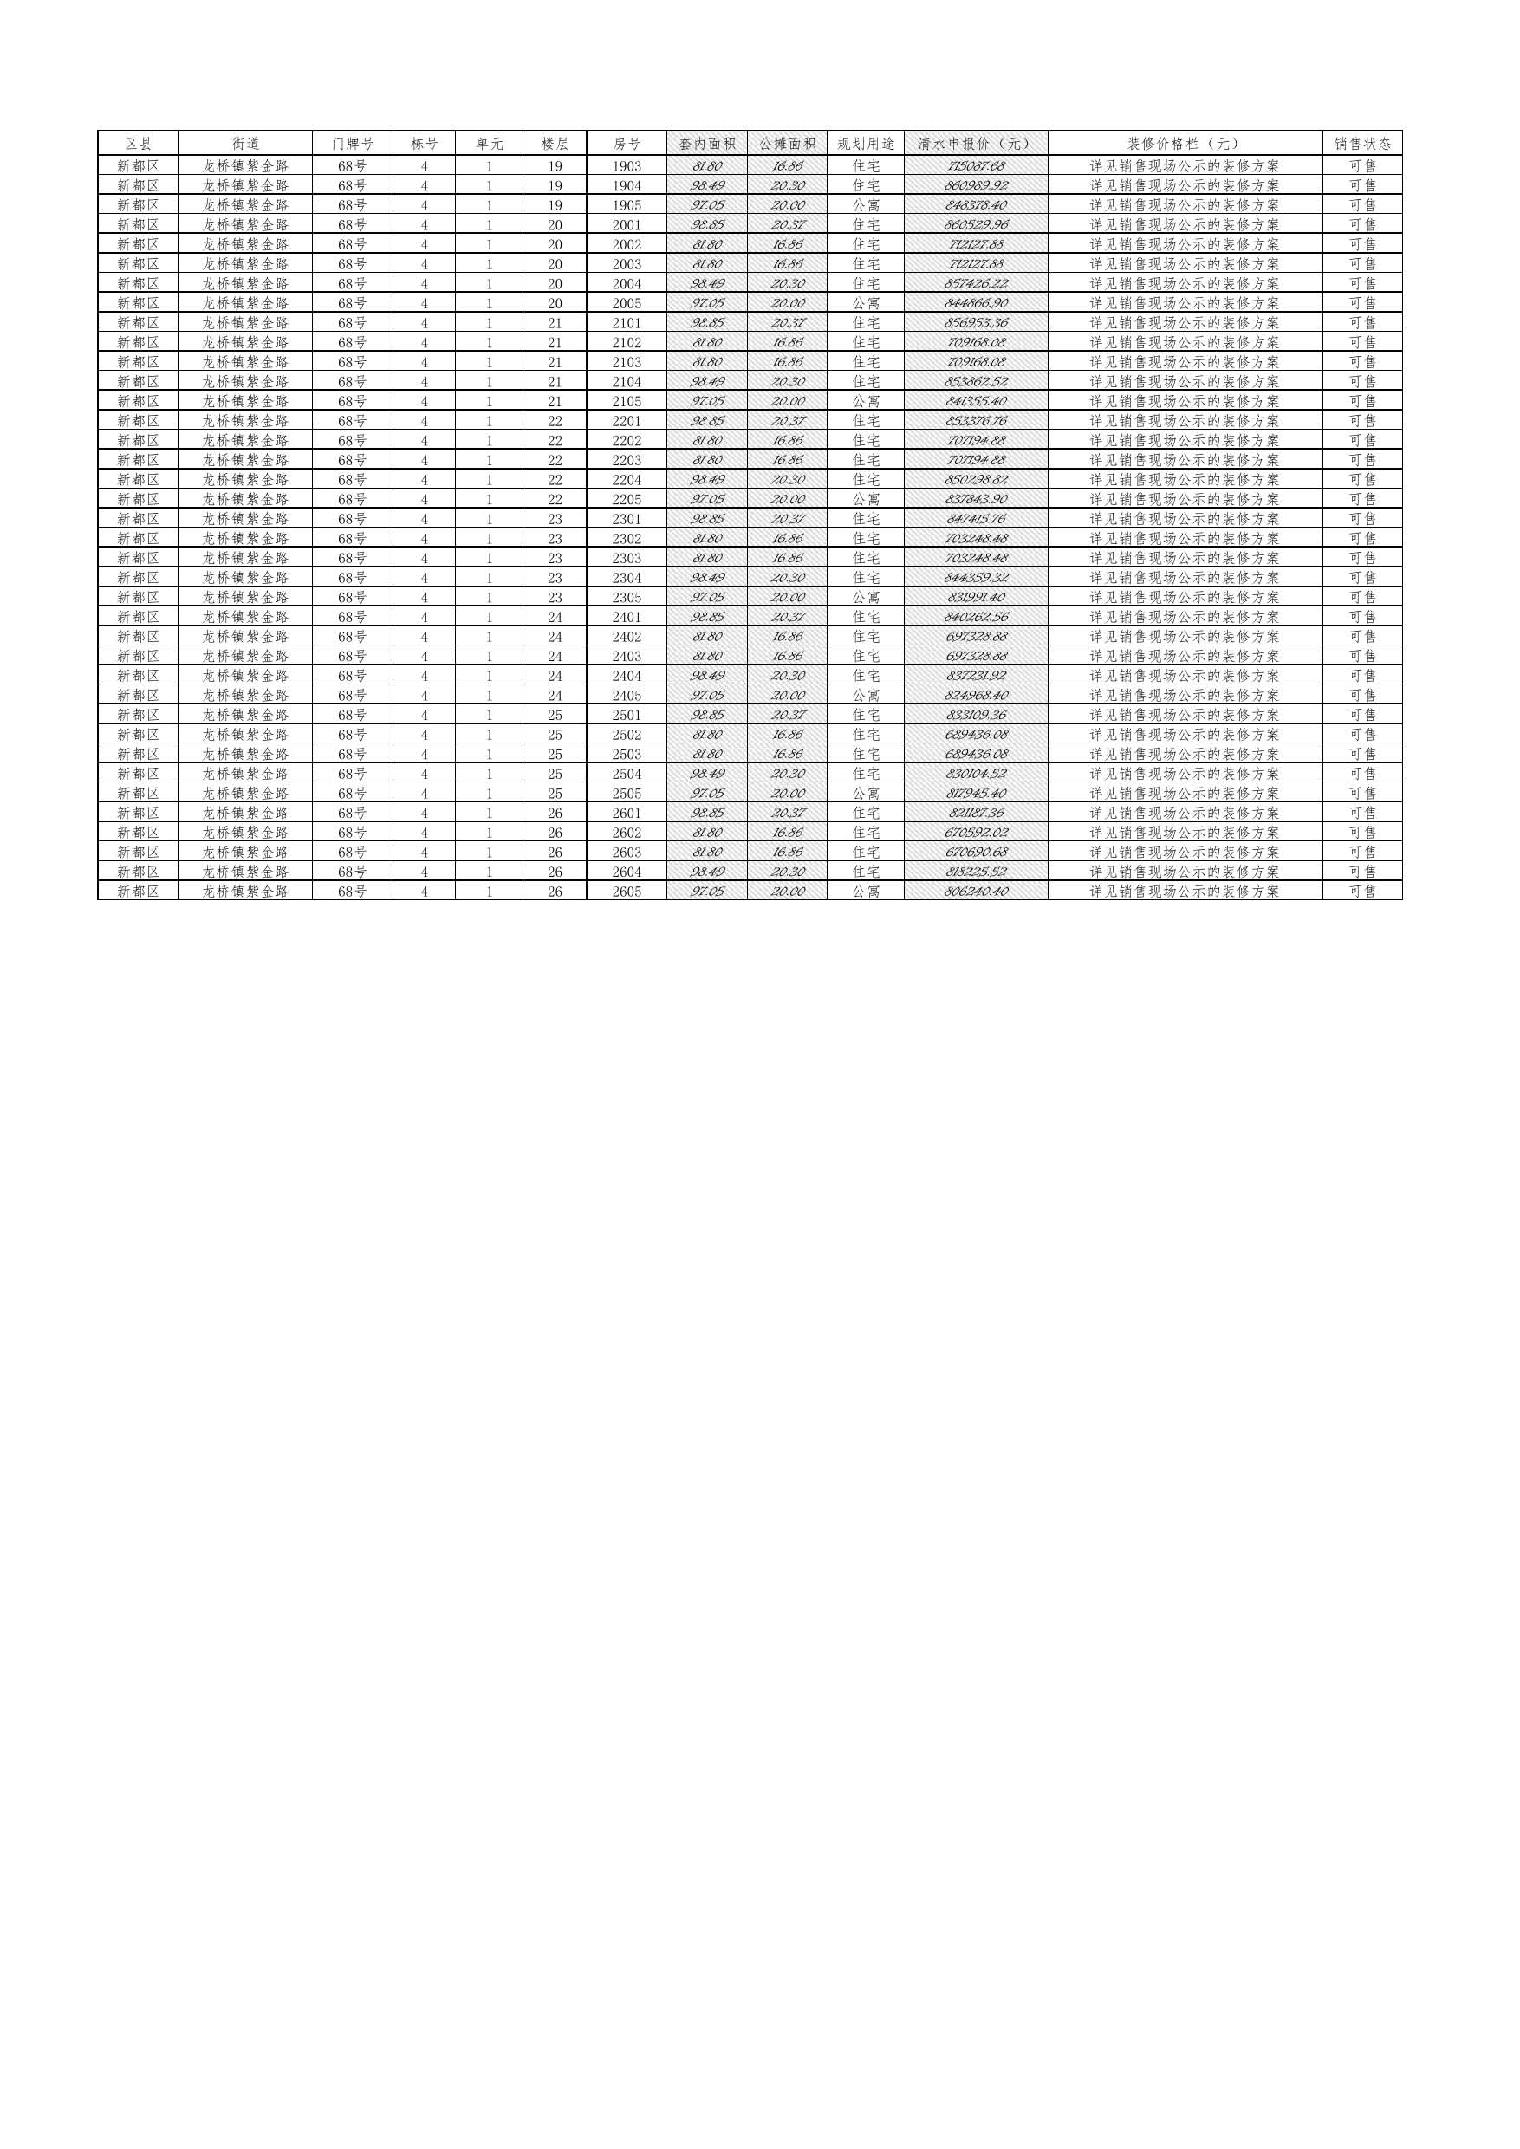 区县 街道 门牌号 栋号 单元 楼层 房号 套内面积 公摊面积 规划用途 清水申报价（元） 装修价格栏（元） 销售状态
新都区 龙桥镇紫金路 68号 4 1 19 1903 81.80 16.86 住宅 715087.68 详见销售现场公示的装修方案 可售
新都区 龙桥镇紫金路 68号 4 1 19 1904 98.49 20.30 住宅 860989.92 详见销售现场公示的装修方案 可售
新都区 龙桥镇紫金路 68号 4 1 19 1905 97.05 20.00 公寓 848378.40 详见销售现场公示的装修方案 可售
新都区 龙桥镇紫金路 68号 4 1 20 2001 98.85 20.37 住宅 860529.96 详见销售现场公示的装修方案 可售
新都区 龙桥镇紫金路 68号 4 1 20 2002 81.80 16.86 住宅 712127.88 详见销售现场公示的装修方案 可售
新都区 龙桥镇紫金路 68号 4 1 20 2003 81.80 16.86 住宅 712127.88 详见销售现场公示的装修方案 可售
新都区 龙桥镇紫金路 68号 4 1 20 2004 98.49 20.30 住宅 857426.22 详见销售现场公示的装修方案 可售
新都区 龙桥镇紫金路 68号 4 1 20 2005 97.05 20.00 公寓 844866.90 详见销售现场公示的装修方案 可售
新都区 龙桥镇紫金路 68号 4 1 21 2101 98.85 20.37 住宅 856953.36 详见销售现场公示的装修方案 可售
新都区 龙桥镇紫金路 68号 4 1 21 2102 81.80 16.86 住宅 709168.08 详见销售现场公示的装修方案 可售
新都区 龙桥镇紫金路 68号 4 1 21 2103 81.80 16.86 住宅 709168.08 详见销售现场公示的装修方案 可售
新都区 龙桥镇紫金路 68号 4 1 21 2104 98.49 20.30 住宅 853862.52 详见销售现场公示的装修方案 可售
新都区 龙桥镇紫金路 68号 4 1 21 2105 97.05 20.00 公寓 841355.40 详见销售现场公示的装修方案 可售
新都区 龙桥镇紫金路 68号 4 1 22 2201 98.85 20.37 住宅 853376.76 详见销售现场公示的装修方案 可售
新都区 龙桥镇紫金路 68号 4 1 22 2202 81.80 16.86 住宅 707194.88 详见销售现场公示的装修方案 可售
新都区 龙桥镇紫金路 68号 4 1 22 2203 81.80 16.86 住宅 707194.88 详见销售现场公示的装修方案 可售
新都区 龙桥镇紫金路 68号 4 1 22 2204 98.49 20.30 住宅 850298.82 详见销售现场公示的装修方案 可售
新都区 龙桥镇紫金路 68号 4 1 22 2205 97.05 20.00 公寓 837843.90 详见销售现场公示的装修方案 可售
新都区 龙桥镇紫金路 68号 4 1 23 2301 98.85 20.37 住宅 847415.76 详见销售现场公示的装修方案 可售
新都区 龙桥镇紫金路 68号 4 1 23 2302 81.80 16.86 住宅 703248.48 详见销售现场公示的装修方案 可售
新都区 龙桥镇紫金路 68号 4 1 23 2303 81.80 16.86 住宅 703248.48 详见销售现场公示的装修方案 可售
新都区 龙桥镇紫金路 68号 4 1 23 2304 98.49 20.30 住宅 844359.32 详见销售现场公示的装修方案 可售
新都区 龙桥镇紫金路 68号 4 1 23 2305 97.05 20.00 公寓 831991.40 详见销售现场公示的装修方案 可售
新都区 龙桥镇紫金路 68号 4 1 24 2401 98.85 20.37 住宅 840262.56 详见销售现场公示的装修方案 可售
新都区 龙桥镇紫金路 68号 4 1 24 2402 81.80 16.86 住宅 697328.88 详见销售现场公示的装修方案 可售
新都区 龙桥镇紫金路 68号 4 1 24 2403 81.80 16.86 住宅 697328.88 详见销售现场公示的装修方案 可售
新都区 龙桥镇紫金路 68号 4 1 24 2404 98.49 20.30 住宅 837231.92 详见销售现场公示的装修方案 可售
新都区 龙桥镇紫金路 68号 4 1 24 2405 97.05 20.00 公寓 824968.40 详见销售现场公示的装修方案 可售
新都区 龙桥镇紫金路 68号 4 1 25 2501 98.85 20.37 住宅 833109.36 详见销售现场公示的装修方案 可售
新都区 龙桥镇紫金路 68号 4 1 25 2502 81.80 16.86 住宅 689436.08 详见销售现场公示的装修方案 可售
新都区 龙桥镇紫金路 68号 4 1 25 2503 81.80 16.86 住宅 689436.08 详见销售现场公示的装修方案 可售
新都区 龙桥镇紫金路 68号 4 1 25 2504 98.49 20.30 住宅 830104.52 详见销售现场公示的装修方案 可售
新都区 龙桥镇紫金路 68号 4 1 25 2505 97.05 20.00 公寓 817945.40 详见销售现场公示的装修方案 可售
新都区 龙桥镇紫金路 68号 4 1 26 2601 98.85 20.37 住宅 821187.36 详见销售现场公示的装修方案 可售
新都区 龙桥镇紫金路 68号 4 1 26 2602 81.80 16.86 住宅 670592.02 详见销售现场公示的装修方案 可售
新都区 龙桥镇紫金路 68号 4 1 26 2603 81.80 16.86 住宅 670690.68 详见销售现场公示的装修方案 可售
新都区 龙桥镇紫金路 68号 4 1 26 2604 98.49 20.30 住宅 818225.52 详见销售现场公示的装修方案 可售
新都区 龙桥镇紫金路 68号 4 1 26 2605 97.05 20.00 公寓 806240.40 详见销售现场公示的装修方案 可售